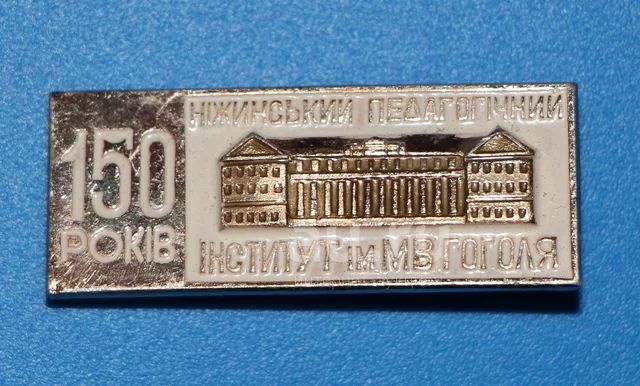 150
РОКІВ
НІЖИНСЬКИЙ ПЕДАГОГІЧНИЙ
ІНСТИТУТ ІМ. М.В.ГОГОЛЯ